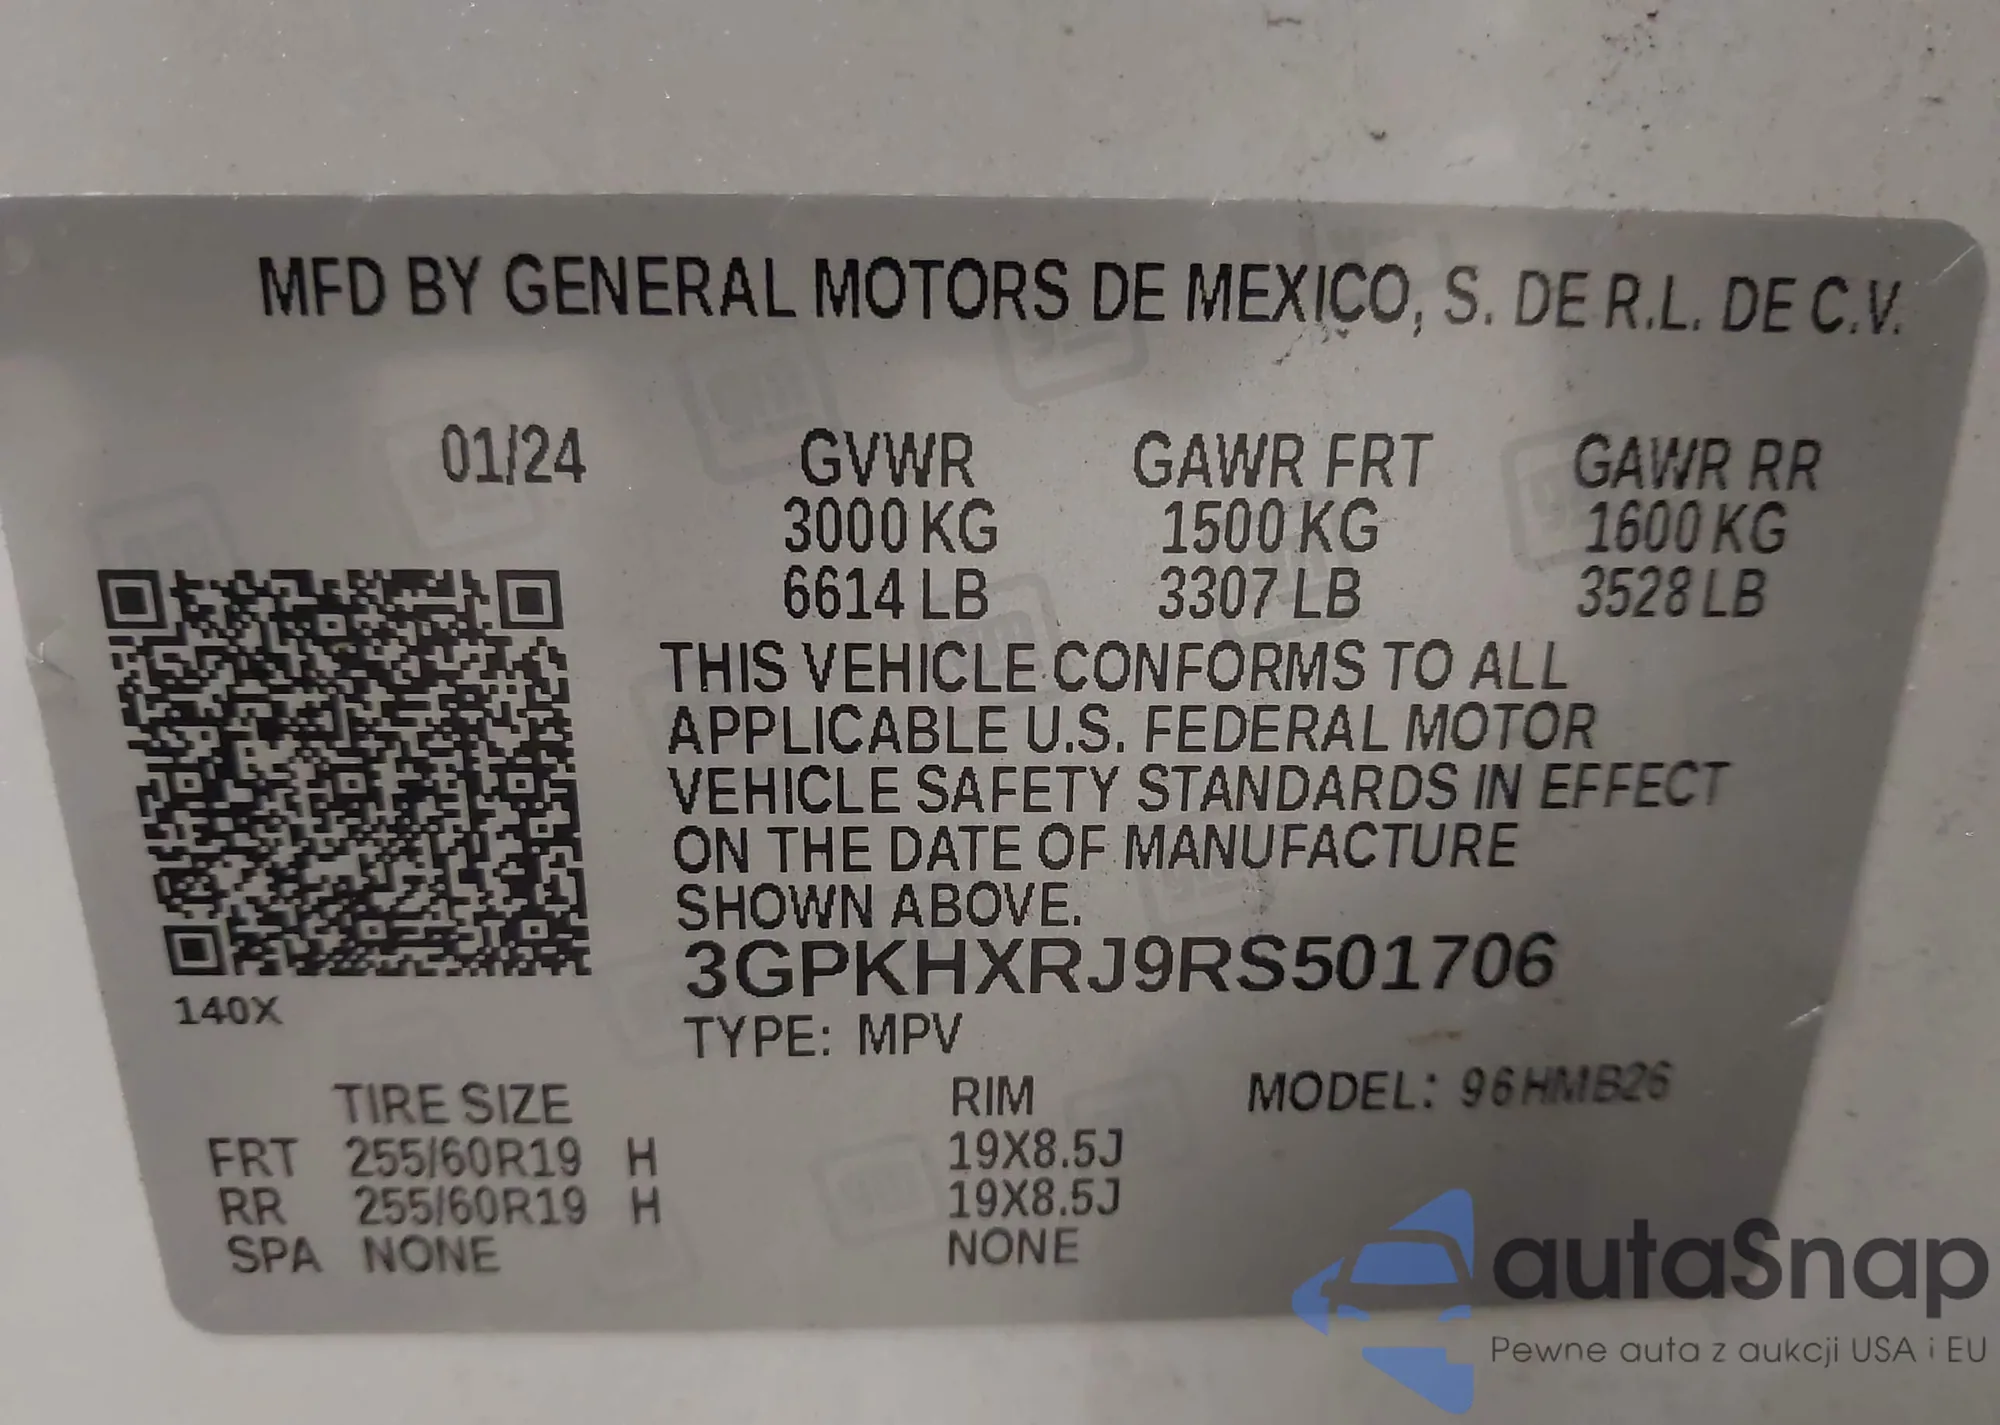 MFD BY GENERAL MOTORS DE MEXICO, S. DE R.L. DE C.V.
01/24 GVWR GAWR FRT GAWR RR
3000 KG 1500 KG 1600 KG
6614 LB 3307 LB 3528 LB
THIS VEHICLE CONFORMS TO ALL
APPLICABLE U.S. FEDERAL MOTOR
VEHICLE SAFETY STANDARDS IN EFFECT
ON THE DATE OF MANUFACTURE
SHOWN ABOVE.
3GPKHXRJ9RS501706
140X
TYPE: MPV
TIRE SIZE RIM MODEL: 96HMB26
FRT 255/60R19 H 19X8.5J
RR 255/60R19 H 19X8.5J
SPA NONE NONE
autaSnap
Pewne auta z aukcji USA i EU